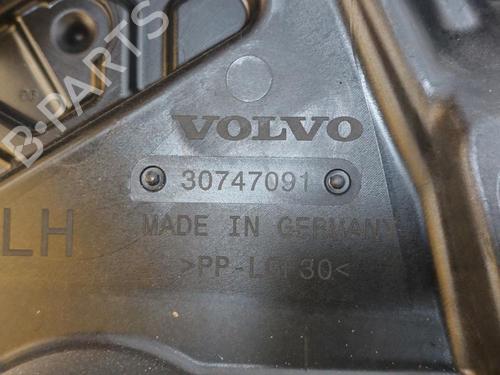 B-PARTS
VOLVO
30747091
LH
MADE IN GERMANY
>PP-LGF30<